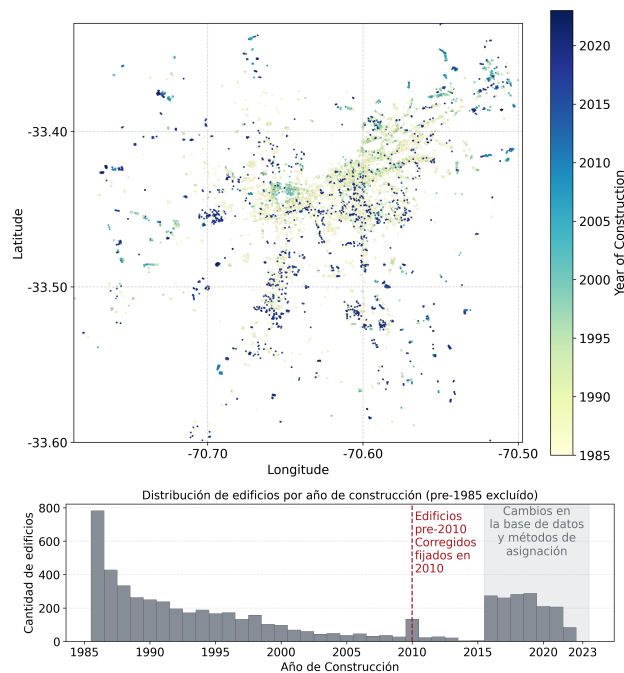 2020
2015
2010
2005
2000
1995
1990
1985
Year of Construction
-33.40
-33.50
-33.60
Latitude
-70.70
-70.60
-70.50
Longitude
Distribución de edificios por año de construcción (pre-1985 excluído)
800
600
400
200
0
Cantidad de edificios
Edificios
pre-2010
Corregidos
fijados en
2010
Cambios en
la base de datos
y métodos de
asignación
1985
1990
1995
2000
2005
2010
2015
2020
2023
Año de Construcción